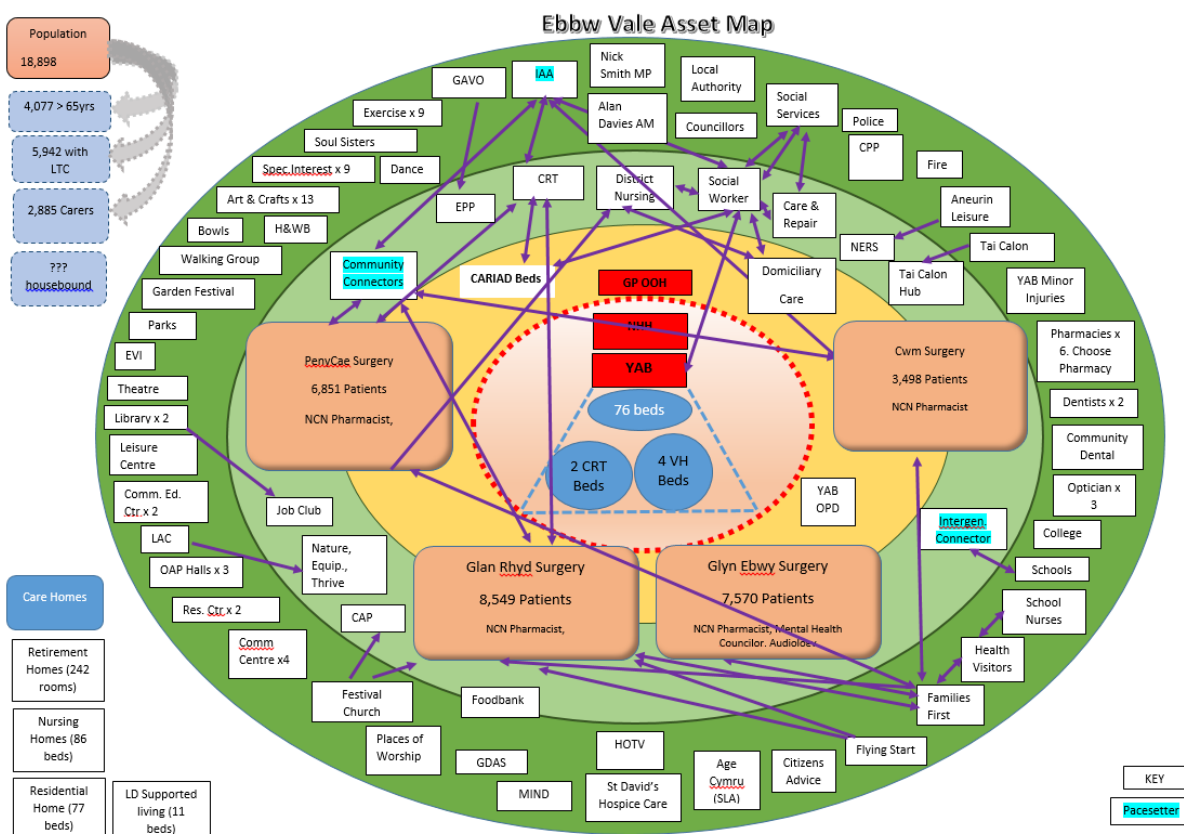 Ebbw Vale Asset Map
Population
18,898
4,077 > 65yrs
5,942 with
LTC
2,885 Carers
???
housebound
GAVO
IAA
Nick
Smith MP
Local
Authority
Social
Services
Alan
Davies AM
Councillors
Police
CPP
Fire
Exercise x 9
Soul Sisters
Spec.Interest x 9
Dance
Art & Crafts x 13
Bowls
H&WB
Walking Group
Garden Festival
Parks
EVI
Theatre
Library x 2
Leisure
Centre
Comm. Ed.
Ctr. x 2
LAC
OAP Halls x 3
Res. Ctr x 2
Comm
Centre x4
EPP
CRT
District
Nursing
Social
Worker
Care &
Repair
NERS
Aneurin
Leisure
Tai Calon
Tai Calon
Hub
YAB Minor
Injuries
Pharmacies x
6. Choose
Pharmacy
Dentists x 2
Community
Dental
Optician x
3
College
Schools
School
Nurses
Health
Visitors
Families
First
Flying Start
Community
Connectors
CARIAD Beds
GP OOH
Domiciliary
Care
NHH
YAB
76 beds
2 CRT
Beds
4 VH
Beds
PenyCae Surgery
6,851 Patients
NCN Pharmacist,
Cwm Surgery
3,498 Patients
NCN Pharmacist
YAB
OPD
Intergen.
Connector
Job Club
Nature,
Equip.,
Thrive
CAP
Glan Rhyd Surgery
8,549 Patients
NCN Pharmacist,
Glyn Ebwy Surgery
7,570 Patients
NCN Pharmacist, Mental Health
Councilor. Audiology
Festival
Church
Foodbank
Places of
Worship
GDAS
MIND
HOTV
St David's
Hospice Care
Age
Cymru
(SLA)
Citizens
Advice
Care Homes
Retirement
Homes (242
rooms)
Nursing
Homes (86
beds)
Residential
Home (77
beds)
LD Supported
living (11
beds)
KEY
Pacesetter